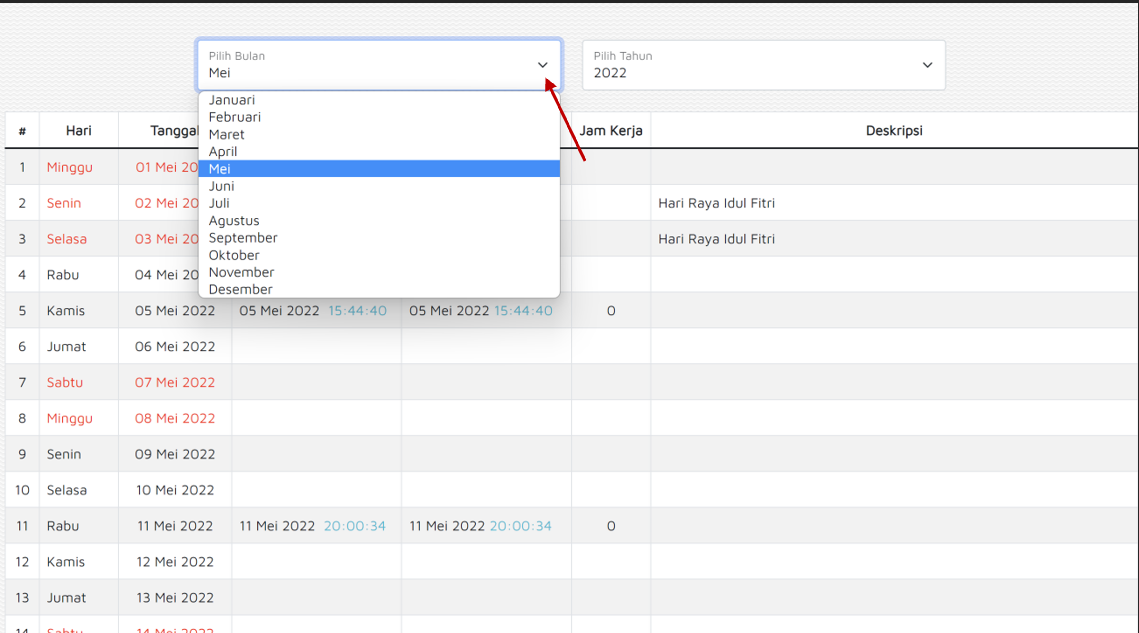 Pilih Bulan
Mei
Pilih Tahun
2022
Januari
Februari
Maret
April
Mei
Juni
Juli
Agustus
September
Oktober
November
Desember
# Hari Tanggal Jam Kerja Deskripsi
1 Minggu 01 Mei 20
2 Senin 02 Mei 20 Hari Raya Idul Fitri
3 Selasa 03 Mei 20 Hari Raya Idul Fitri
4 Rabu 04 Mei 20
5 Kamis 05 Mei 2022 05 Mei 2022 15:44:40 05 Mei 2022 15:44:40 0
6 Jumat 06 Mei 2022
7 Sabtu 07 Mei 2022
8 Minggu 08 Mei 2022
9 Senin 09 Mei 2022
10 Selasa 10 Mei 2022
11 Rabu 11 Mei 2022 11 Mei 2022 20:00:34 11 Mei 2022 20:00:34 0
12 Kamis 12 Mei 2022
13 Jumat 13 Mei 2022
14 Sabtu 14 Mei 2022